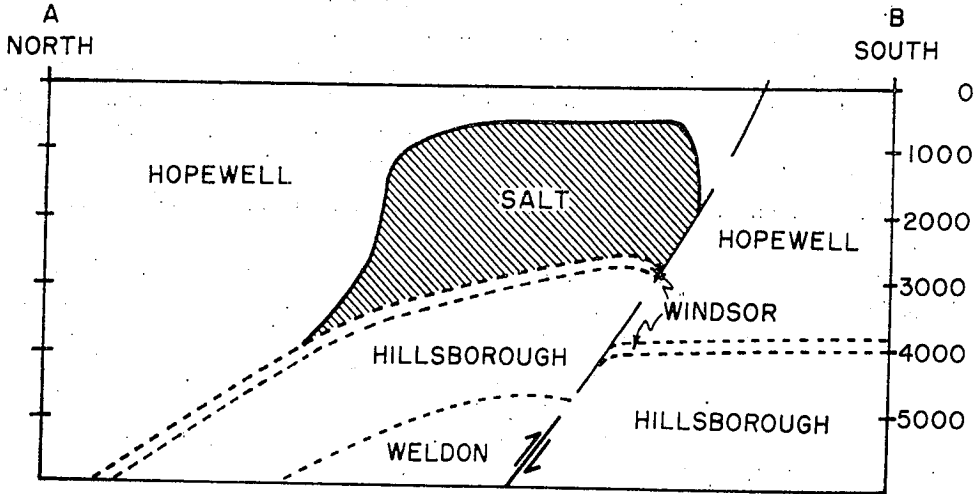 A
NORTH
B
SOUTH
0
1000
HOPEWELL
SALT
2000
HOPEWELL
3000
WINDSOR
HILLSBOROUGH
4000
HILLSBOROUGH
5000
WELDON